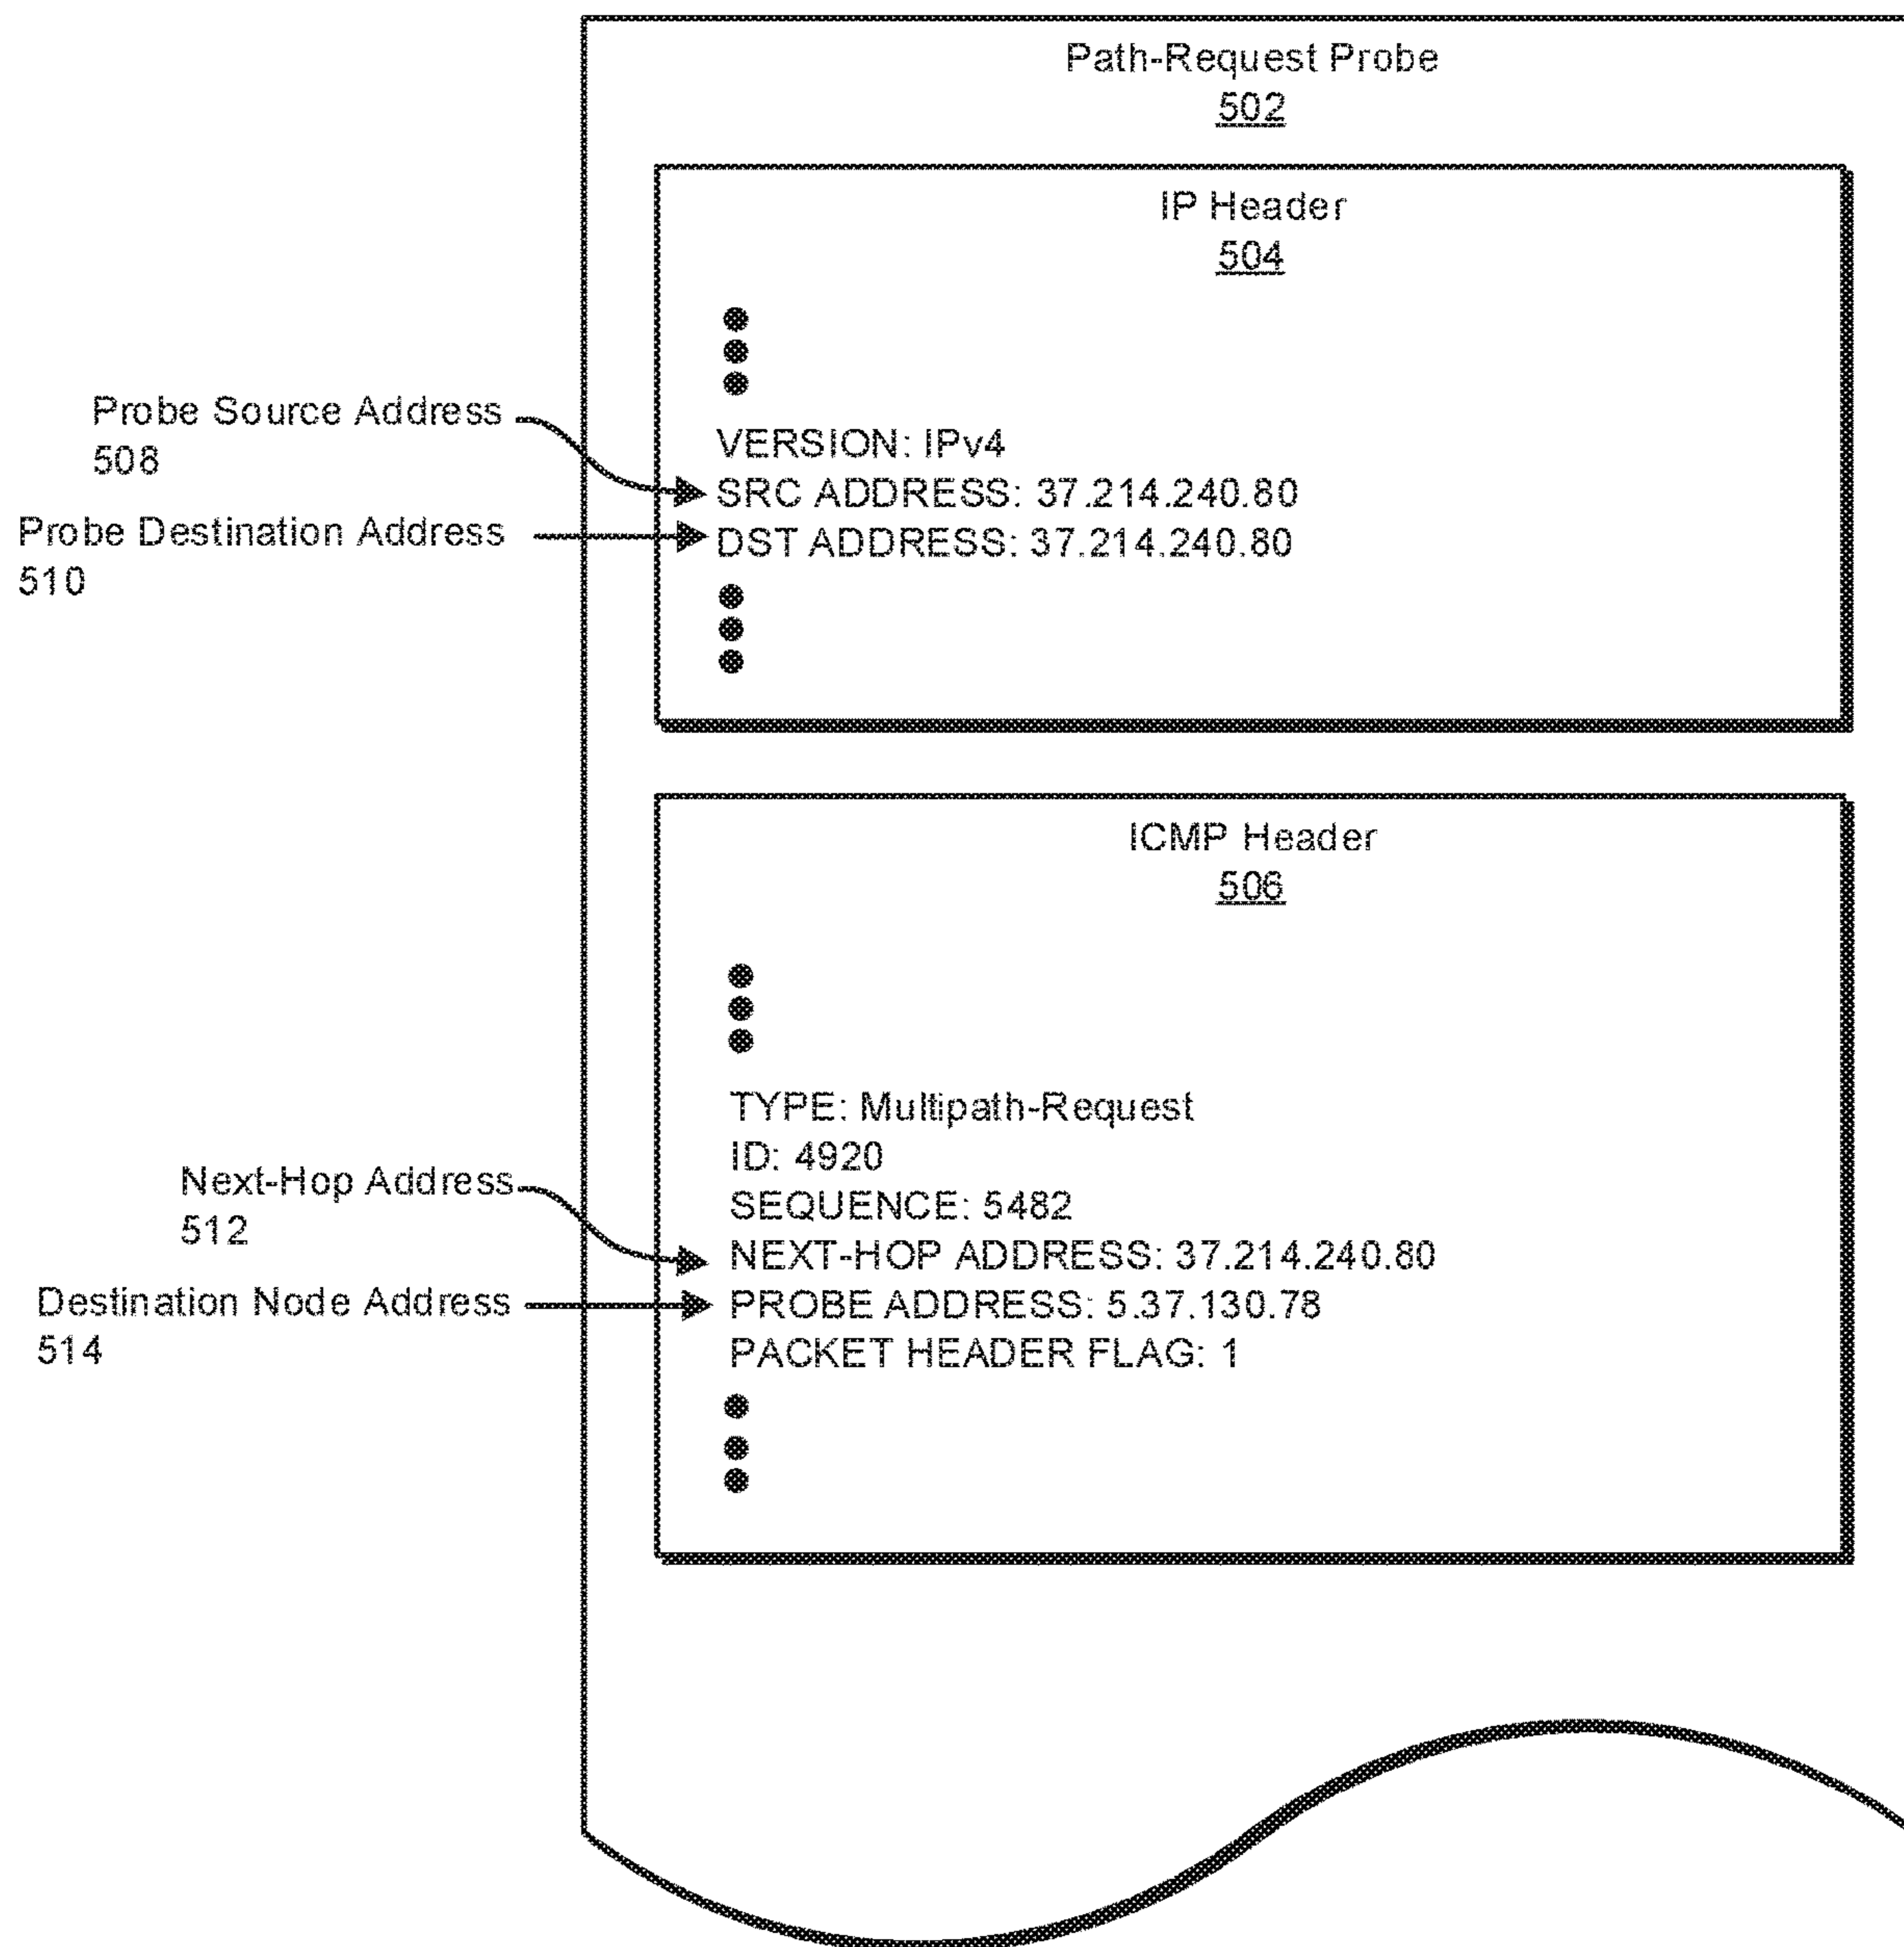 Path-Request Probe
502
IP Header
504
Probe Source Address
508
Probe Destination Address
510
VERSION: IPv4
SRC ADDRESS: 37.214.240.80
DST ADDRESS: 37.214.240.80
ICMP Header
506
Next-Hop Address
512
Destination Node Address
514
TYPE: Multipath-Request
ID: 4920
SEQUENCE: 5482
NEXT-HOP ADDRESS: 37.214.240.80
PROBE ADDRESS: 5.37.130.78
PACKET HEADER FLAG: 1